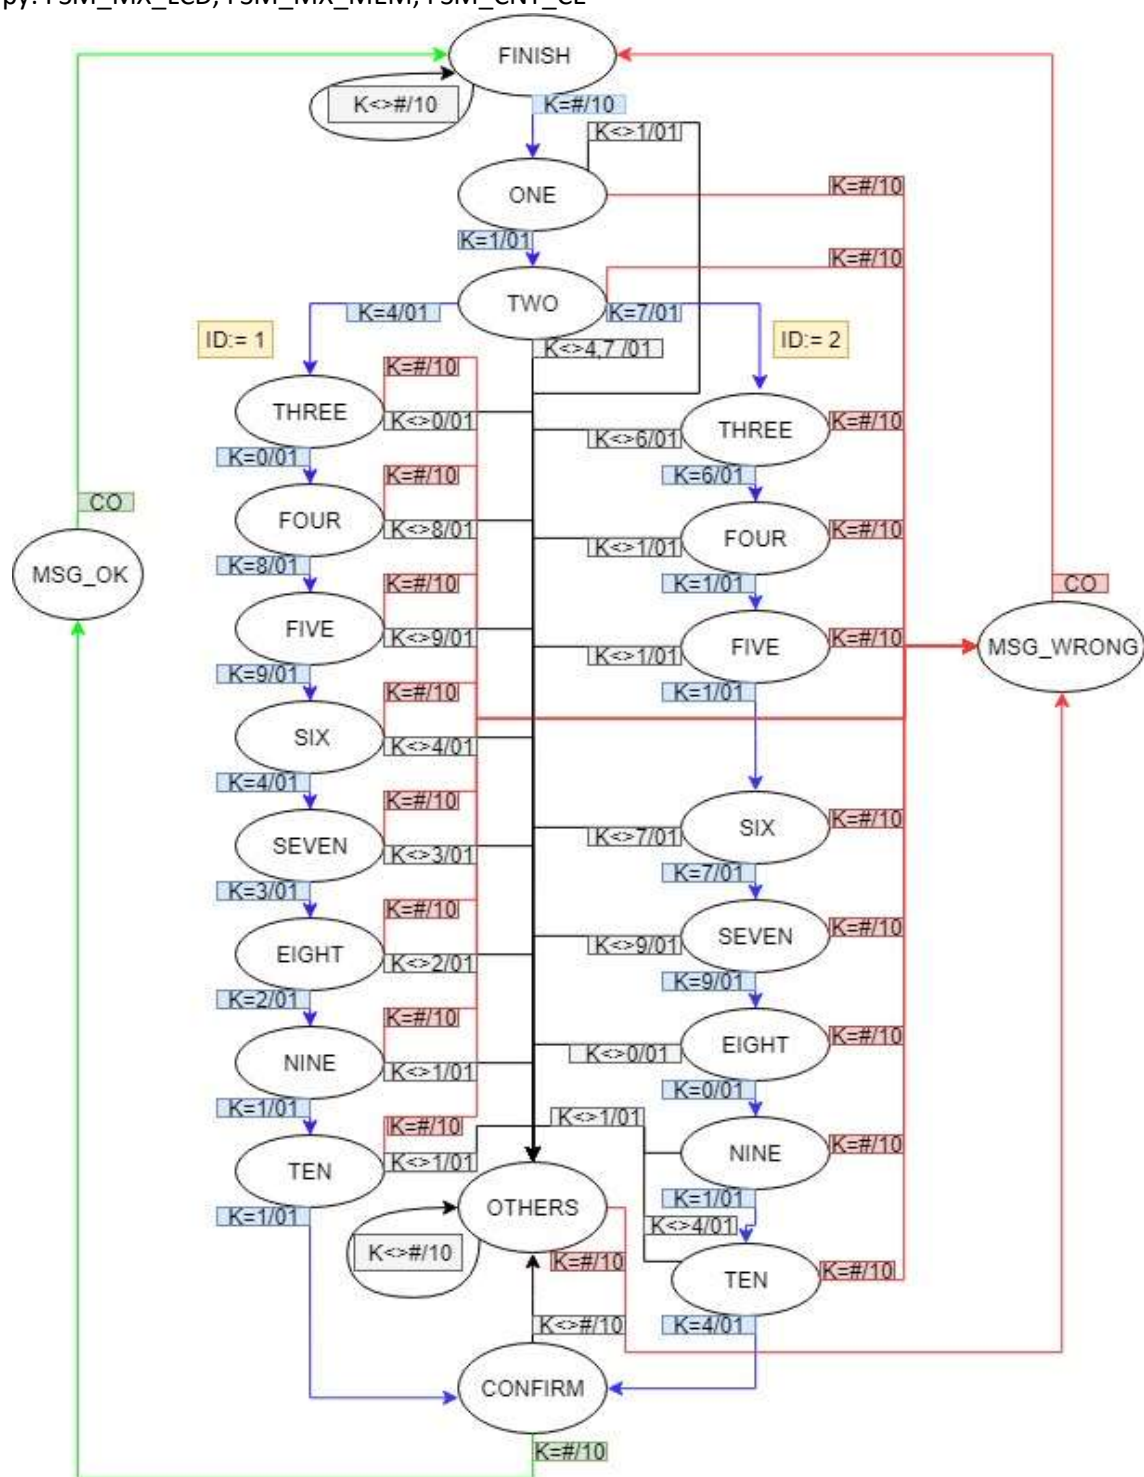 FSM_MX_LCD, FSM_MX_MEM, FSM_CNT_CE
FINISH
K<>#/10
K=#/10
K<>1/01
ONE
K=#/10
K=1/01
K=#/10
TWO
K=4/01
K=7/01
ID:= 1
K<>4,7 /01
ID:= 2
K=#/10
THREE
K<>0/01
THREE
K=#/10
K<>6/01
K=0/01
K=#/10
K=6/01
CO
FOUR
K<>8/01
FOUR
K=#/10
K<>1/01
K=8/01
MSG_OK
K=#/10
K=1/01
CO
FIVE
K<>9/01
FIVE
K=#/10
K<>1/01
MSG_WRONG
K=9/01
K=#/10
K=1/01
SIX
K<>4/01
K=4/01
K=#/10
SIX
K=#/10
K<>7/01
SEVEN
K<>3/01
K=7/01
K=3/01
K=#/10
SEVEN
K=#/10
K<>9/01
EIGHT
K<>2/01
K=9/01
K=2/01
K=#/10
EIGHT
K=#/10
K<>0/01
NINE
K<>1/01
K=0/01
K=1/01
K=#/10
K<>1/01
NINE
K=#/10
TEN
K<>1/01
K=1/01
K=1/01
OTHERS
K<>4/01
K<>#/10
K=#/10
TEN
K=#/10
K<>#/10
K=4/01
CONFIRM
K=#/10